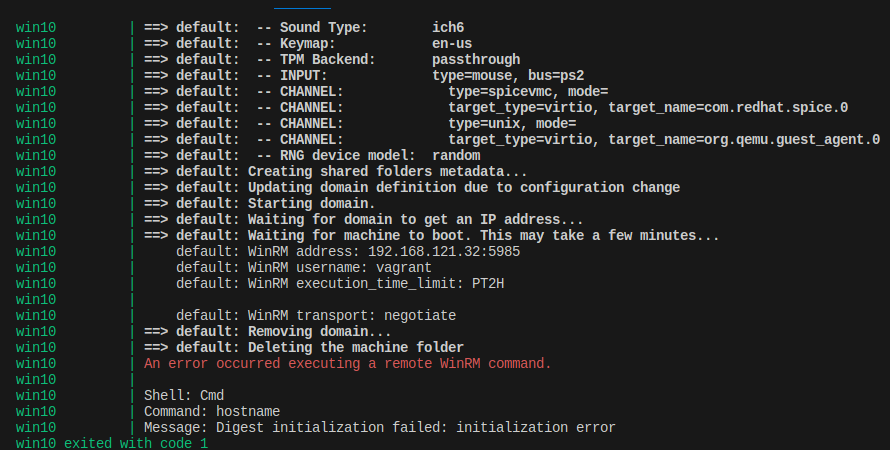 win10 | ==> default: -- Sound Type: ich6
win10 | ==> default: -- Keymap: en-us
win10 | ==> default: -- TPM Backend: passthrough
win10 | ==> default: -- INPUT: type=mouse, bus=ps2
win10 | ==> default: -- CHANNEL: type=spicevmc, mode=
win10 | ==> default: -- CHANNEL: target_type=virtio, target_name=com.redhat.spice.0
win10 | ==> default: -- CHANNEL: type=unix, mode=
win10 | ==> default: -- CHANNEL: target_type=virtio, target_name=org.qemu.guest_agent.0
win10 | ==> default: -- RNG device model: random
win10 | ==> default: Creating shared folders metadata...
win10 | ==> default: Updating domain definition due to configuration change
win10 | ==> default: Starting domain.
win10 | ==> default: Waiting for domain to get an IP address...
win10 | ==> default: Waiting for machine to boot. This may take a few minutes...
win10 | default: WinRM address: 192.168.121.32:5985
win10 | default: WinRM username: vagrant
win10 | default: WinRM execution_time_limit: PT2H
win10 |
win10 | default: WinRM transport: negotiate
win10 | ==> default: Removing domain...
win10 | ==> default: Deleting the machine folder
win10 | An error occurred executing a remote WinRM command.
win10 |
win10 | Shell: Cmd
win10 | Command: hostname
win10 | Message: Digest initialization failed: initialization error
win10 exited with code 1